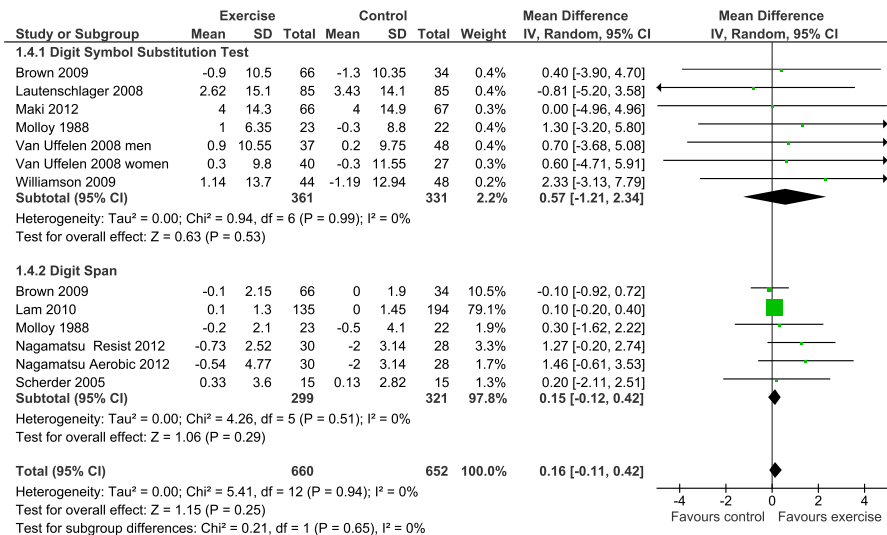 Exercise Control Mean Difference Mean Difference
Study or Subgroup Mean SD Total Mean SD Total Weight IV, Random, 95% CI IV, Random, 95% CI
1.4.1 Digit Symbol Substitution Test
Brown 2009 -0.9 10.5 66 -1.3 10.35 34 0.4% 0.40 [-3.90, 4.70]
Lautenschlager 2008 2.62 15.1 85 3.43 14.1 85 0.4% -0.81 [-5.20, 3.58]
Maki 2012 4 14.3 66 4 14.9 67 0.3% 0.00 [-4.96, 4.96]
Molloy 1988 1 6.35 23 -0.3 8.8 22 0.4% 1.30 [-3.20, 5.80]
Van Uffelen 2008 men 0.9 10.55 37 0.2 9.75 48 0.4% 0.70 [-3.68, 5.08]
Van Uffelen 2008 women 0.3 9.8 40 -0.3 11.55 27 0.2% 0.60 [-4.71, 5.91]
Williamson 2009 1.14 13.7 44 -1.19 12.94 48 0.2% 2.33 [-3.13, 7.79]
Subtotal (95% CI) 361 331 2.2% 0.57 [-1.21, 2.34]
Heterogeneity: Tau² = 0.00; Chi² = 0.94, df = 6 (P = 0.99); I² = 0%
Test for overall effect: Z = 0.63 (P = 0.53)
1.4.2 Digit Span
Brown 2009 -0.1 2.15 66 0 1.9 34 10.5% -0.10 [-0.92, 0.72]
Lam 2010 0.1 1.3 135 0 1.45 194 79.1% 0.10 [-0.20, 0.40]
Molloy 1988 -0.2 2.1 23 -0.5 4.1 22 1.9% 0.30 [-1.62, 2.22]
Nagamatsu Resist 2012 -0.73 2.52 30 -2 3.14 28 3.3% 1.27 [-0.20, 2.74]
Nagamatsu Aerobic 2012 -0.54 4.77 30 -2 3.14 28 1.7% 1.46 [-0.61, 3.53]
Scherder 2005 0.33 3.6 15 0.13 2.82 15 1.3% 0.20 [-2.11, 2.51]
Subtotal (95% CI) 299 321 97.8% 0.15 [-0.12, 0.42]
Heterogeneity: Tau² = 0.00; Chi² = 4.26, df = 5 (P = 0.51); I² = 0%
Test for overall effect: Z = 1.06 (P = 0.29)
Total (95% CI) 660 652 100.0% 0.16 [-0.11, 0.42]
Heterogeneity: Tau² = 0.00; Chi² = 5.41, df = 12 (P = 0.94); I² = 0%
Test for overall effect: Z = 1.15 (P = 0.25)
Test for subgroup differences: Chi² = 0.21, df = 1 (P = 0.65), I² = 0%
-4 -2 0 2 4
Favours control Favours exercise